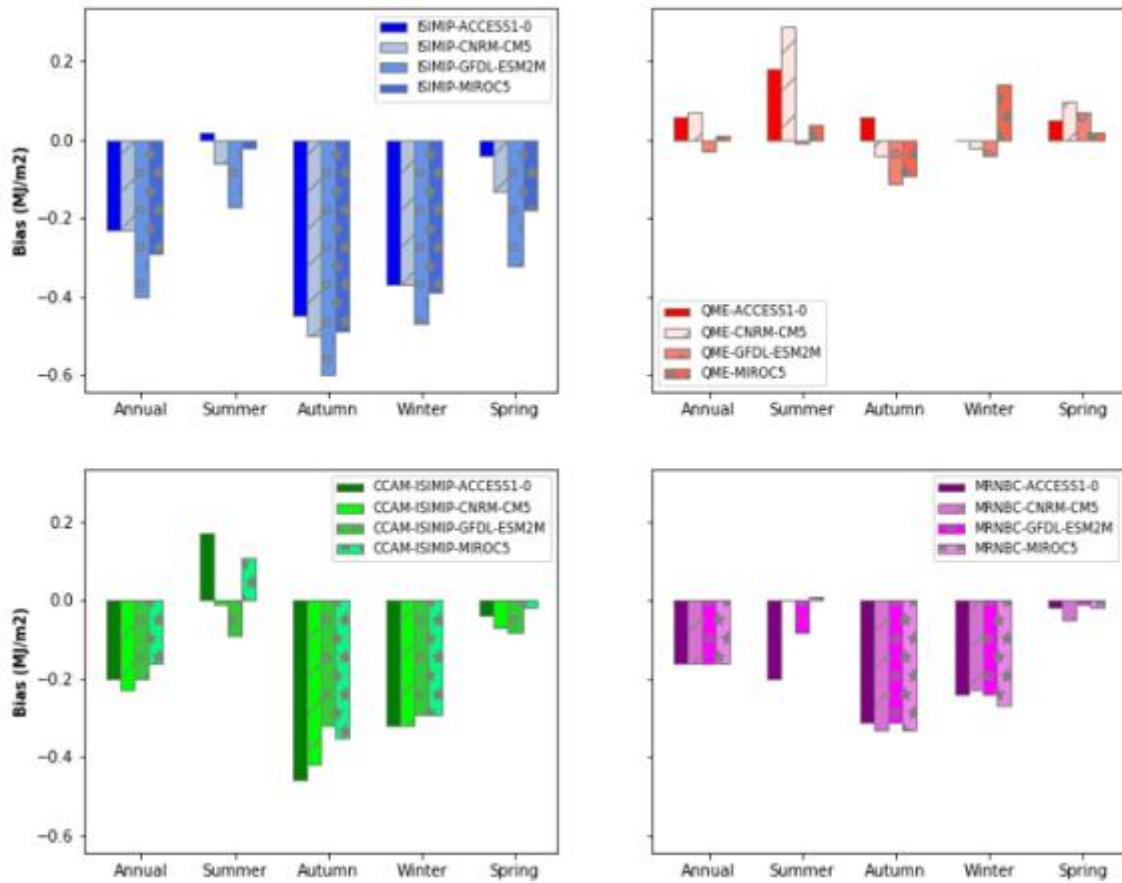 ISIMIP-ACCESS1-0
ISIMIP-CNRM-CM5
ISIMIP-GFDL-ESM2M
ISIMIP-MIROC5
Bias (MJ/m2)
0.2
0.0
−0.2
−0.4
−0.6
Annual Summer Autumn Winter Spring
QME-ACCESS1-0
QME-CNRM-CM5
QME-GFDL-ESM2M
QME-MIROC5
Annual Summer Autumn Winter Spring
CCAM-ISIMIP-ACCESS1-0
CCAM-ISIMIP-CNRM-CM5
CCAM-ISIMIP-GFDL-ESM2M
CCAM-ISIMIP-MIROC5
Bias (MJ/m2)
0.2
0.0
−0.2
−0.4
−0.6
Annual Summer Autumn Winter Spring
MRNBC-ACCESS1-0
MRNBC-CNRM-CM5
MRNBC-GFDL-ESM2M
MRNBC-MIROC5
Annual Summer Autumn Winter Spring